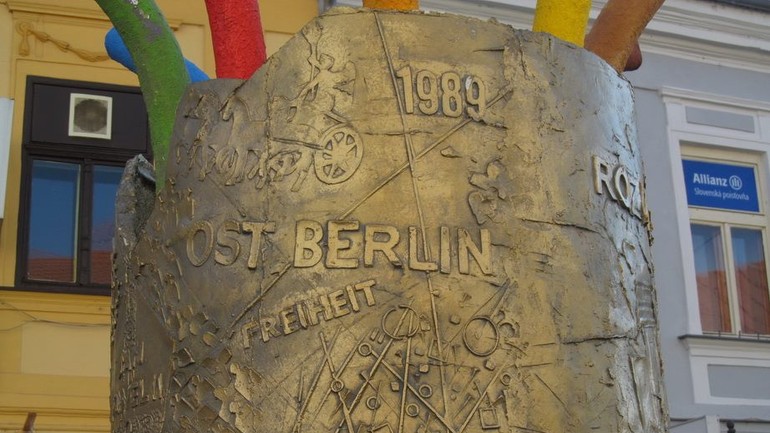 1989
ROZ
OST BERLIN
FREIHEIT
Allianz
Slovenská poisťovňa